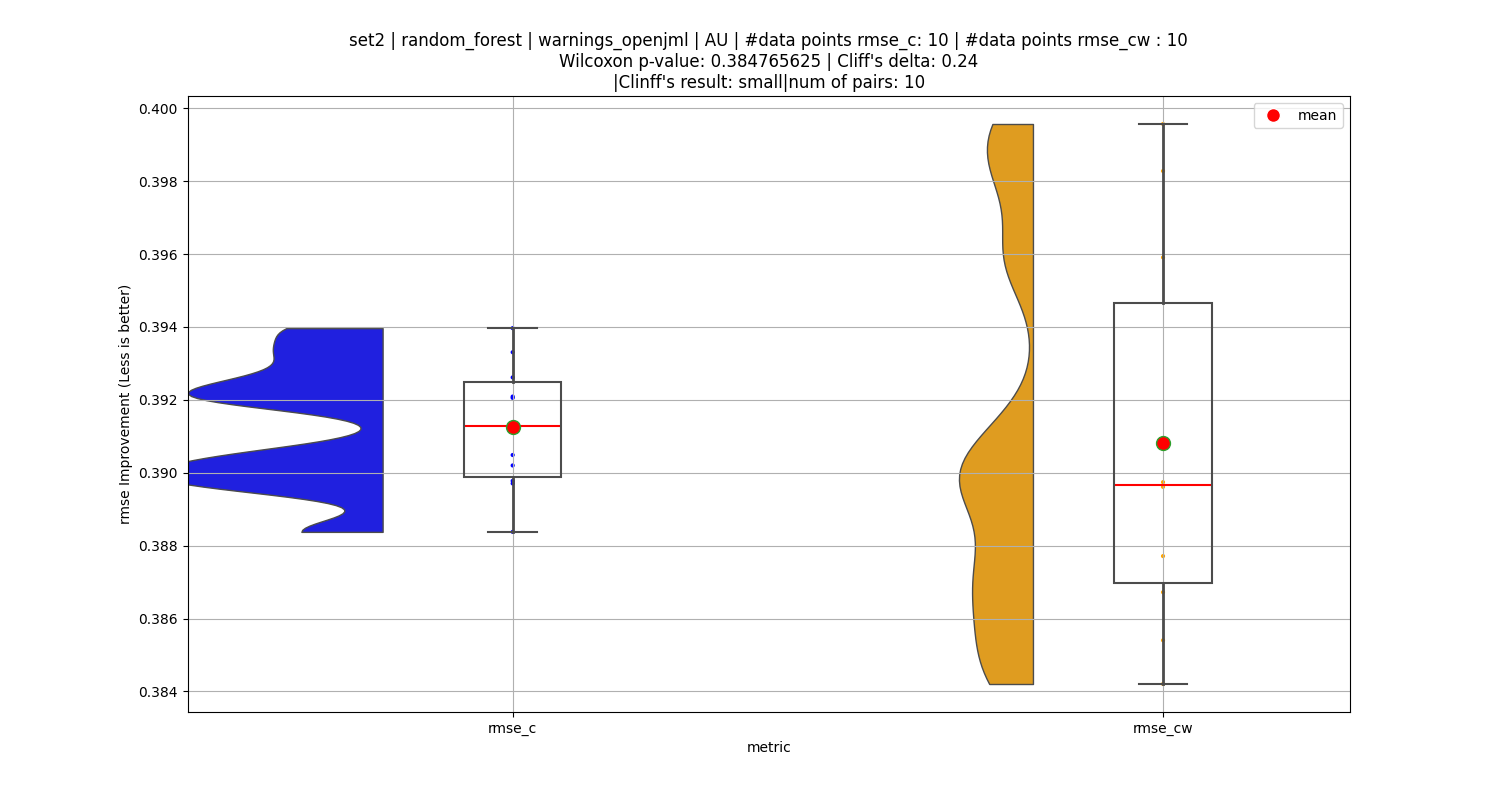 set2 | random_forest | warnings_openjml | AU | #data points rmse_c: 10 | #data points rmse_cw : 10
Wilcoxon p-value: 0.384765625 | Cliff's delta: 0.24
|Clinff's result: small|num of pairs: 10
mean
0.400
0.398
0.396
0.394
0.392
0.390
0.388
0.386
0.384
rmse Improvement (Less is better)
rmse_c
rmse_cw
metric